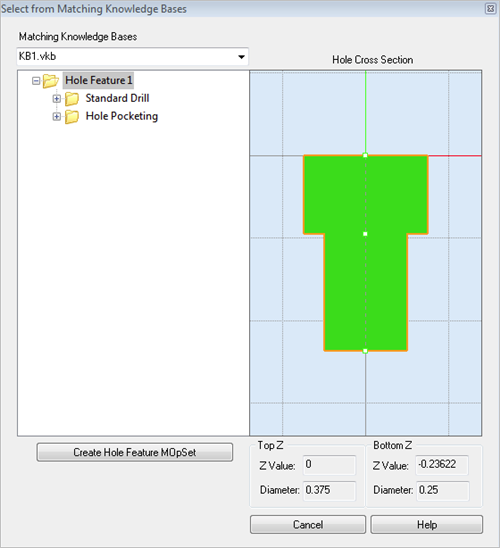 Select from Matching Knowledge Bases
Matching Knowledge Bases
KB1.vkb
Hole Cross Section
Hole Feature 1
Standard Drill
Hole Pocketing
Create Hole Feature MOpSet
Top Z
Bottom Z
Z Value: 0
Z Value: -0.23622
Diameter: 0.375
Diameter: 0.25
Cancel
Help